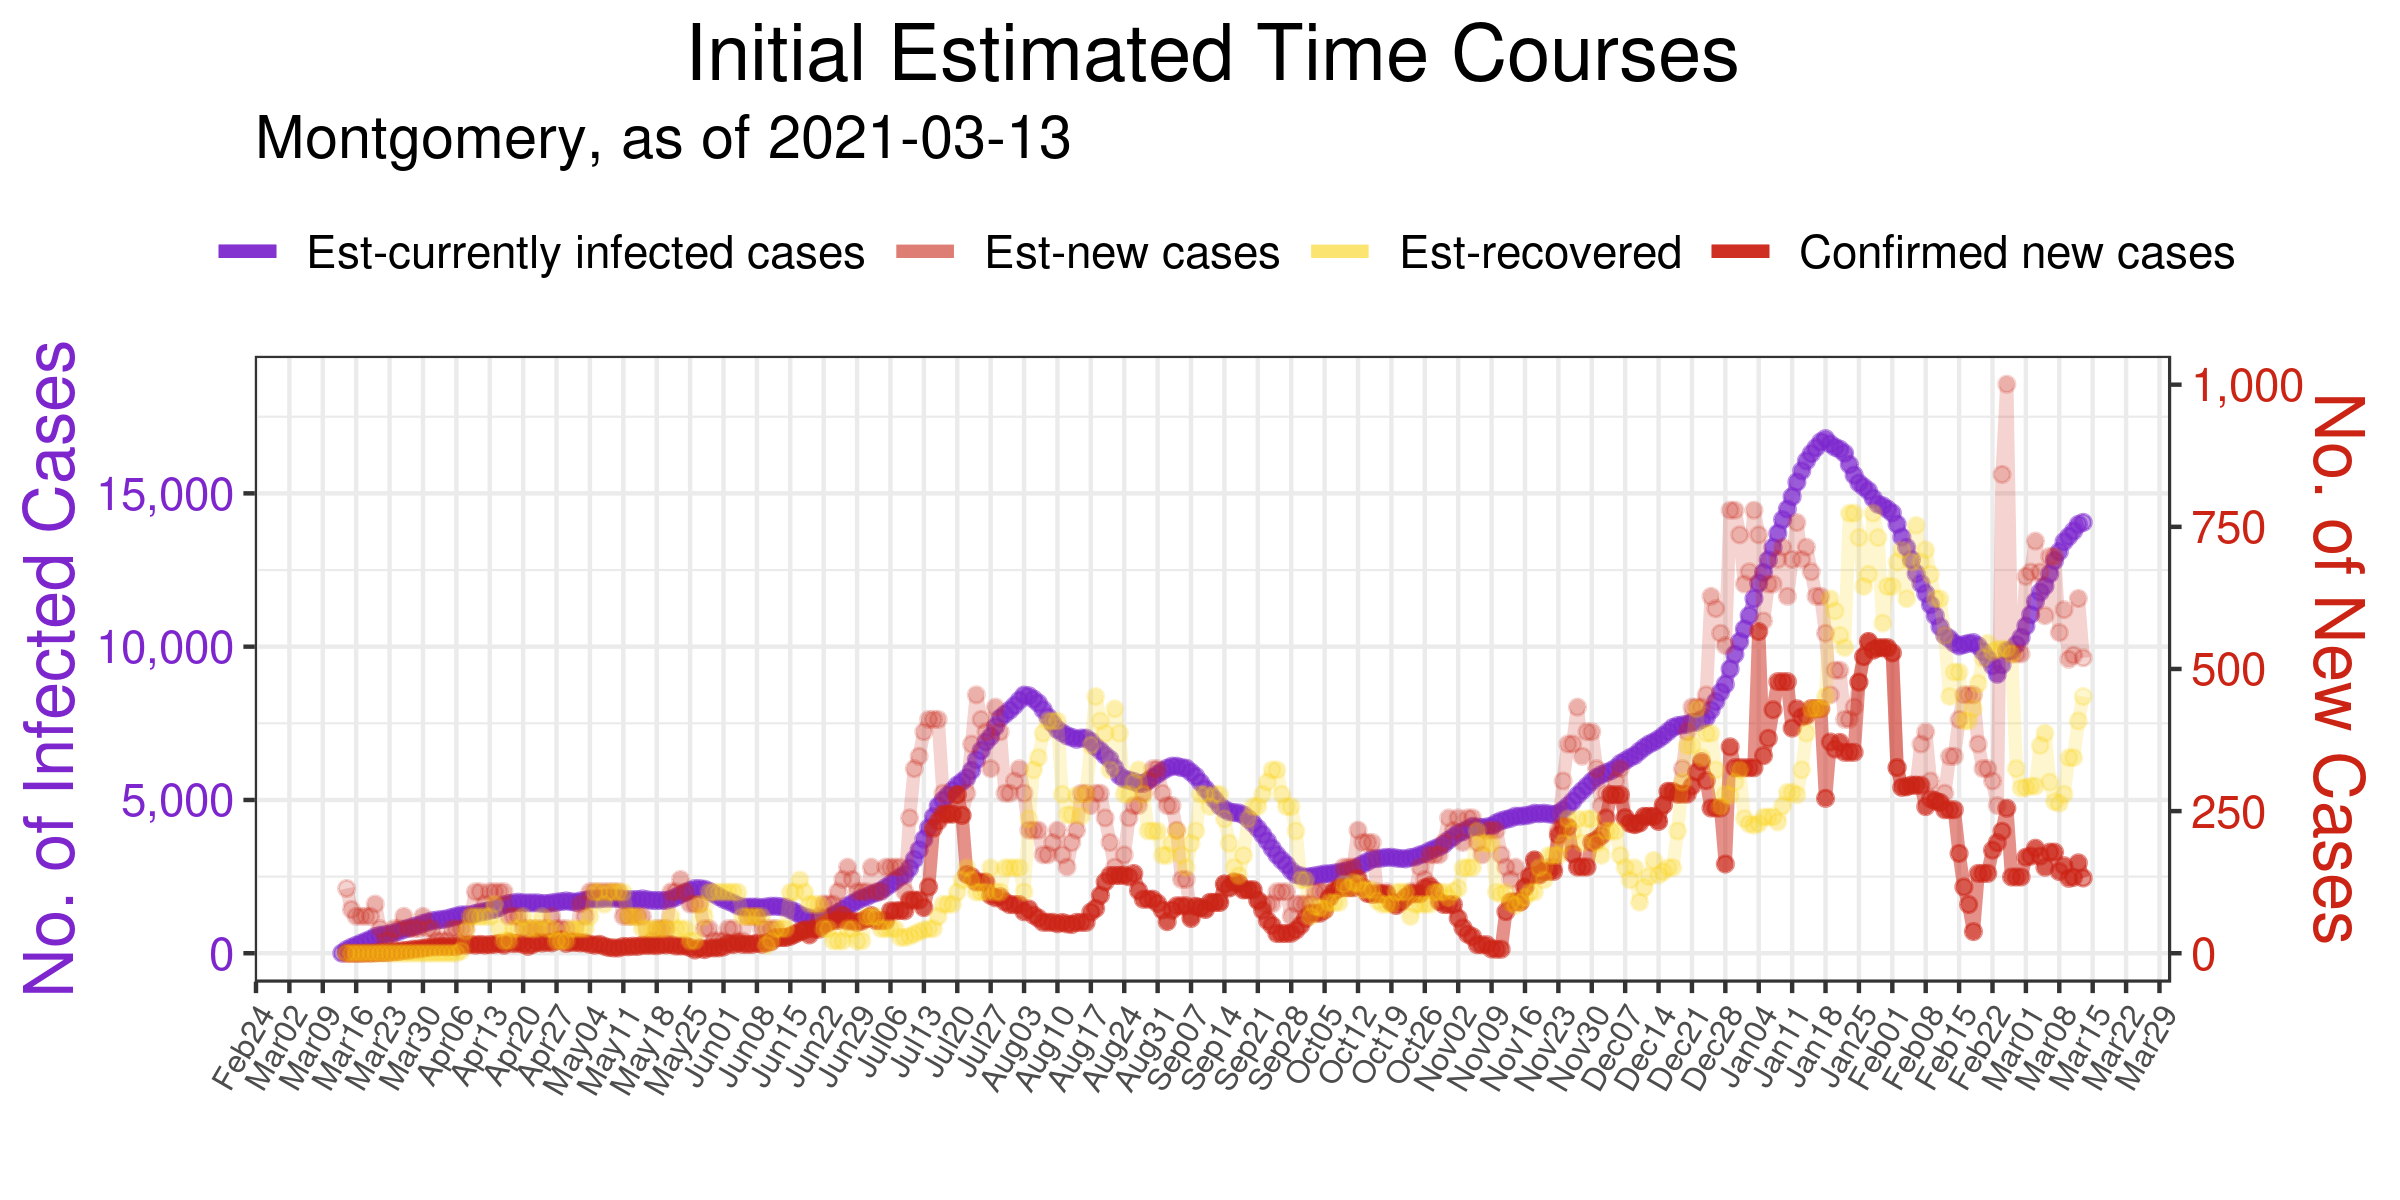 Initial Estimated Time Courses
Montgomery, as of 2021-03-13
Est-currently infected cases Est-new cases Est-recovered Confirmed new cases
No. of Infected Cases
15,000
10,000
5,000
0
1,000
750
500
250
0
No. of New Cases
Feb24 Mar02 Mar09 Mar16 Mar23 Mar30 Apr06 Apr13 Apr20 Apr27 May04 May11 May18 May25 Jun01 Jun08 Jun15 Jun22 Jun29 Jul06 Jul13 Jul20 Jul27 Aug03 Aug10 Aug17 Aug24 Aug31 Sep07 Sep14 Sep21 Sep28 Oct05 Oct12 Oct19 Oct26 Nov02 Nov09 Nov16 Nov23 Nov30 Dec07 Dec14 Dec21 Dec28 Jan04 Jan11 Jan18 Jan25 Feb01 Feb08 Feb15 Feb22 Mar01 Mar08 Mar15 Mar22 Mar29